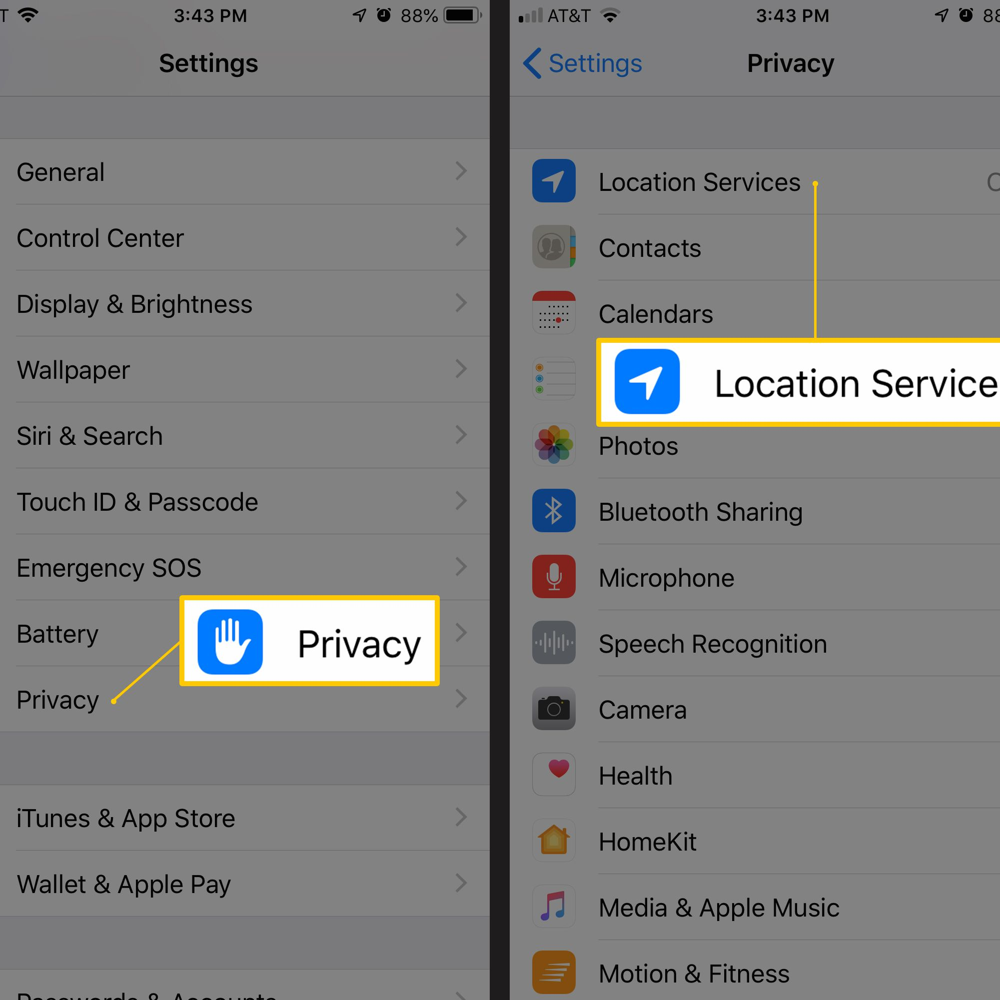 3:43 PM
88%
Settings
General
Control Center
Display & Brightness
Wallpaper
Siri & Search
Touch ID & Passcode
Emergency SOS
Battery
Privacy
Privacy
iTunes & App Store
Wallet & Apple Pay
Passwords & Accounts
AT&T
3:43 PM
88
Settings
Privacy
Location Services
Contacts
Calendars
Location Service
Photos
Bluetooth Sharing
Microphone
Speech Recognition
Camera
Health
HomeKit
Media & Apple Music
Motion & Fitness